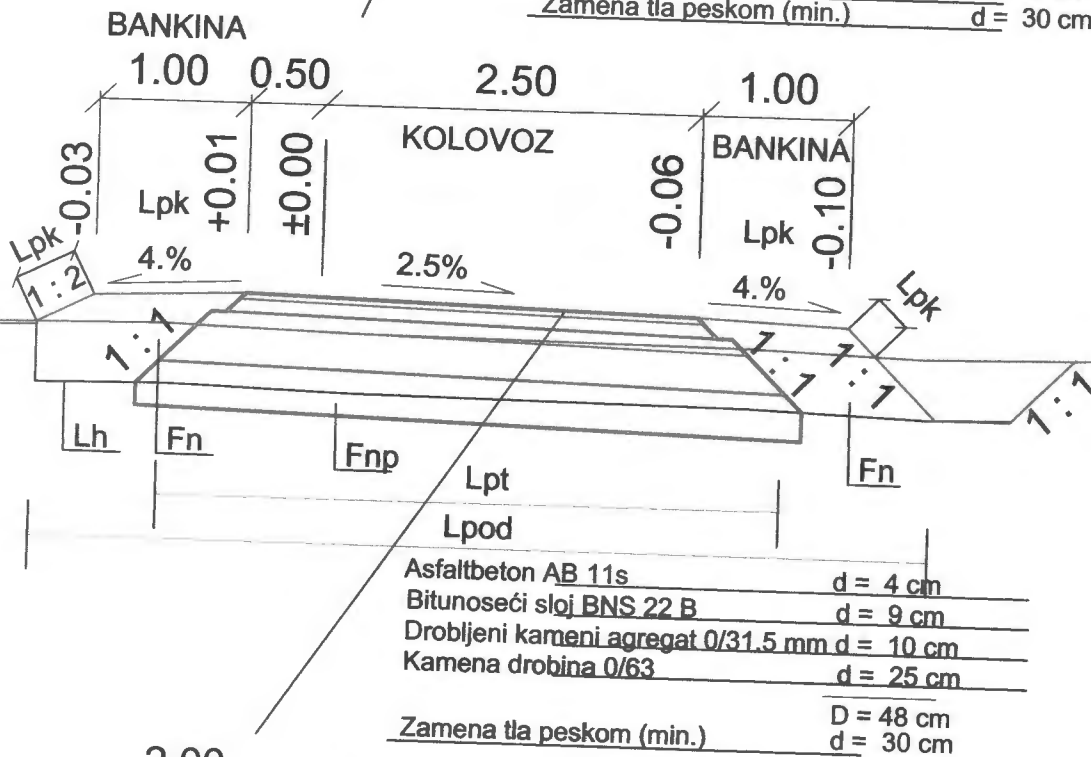 Zamena tla peskom (min.) d = 30 cm
BANKINA
1.00 0.50 2.50 1.00
KOLOVOZ BANKINA
-0.03 Lpk +0.01 ±0.00 -0.06 Lpk -0.10
Lpk 1 : 2 4.% 2.5% 4.% Lpk
1 : 1 1 : 1 1 : 1 1 : 1
Lh Fn Fnp Fn
Lpt
Lpod
Asfaltbeton AB 11s d = 4 cm
Bitunoseći sloj BNS 22 B d = 9 cm
Drobljeni kameni agregat 0/31.5 mm d = 10 cm
Kamena drobina 0/63 d = 25 cm
D = 48 cm
Zamena tla peskom (min.) d = 30 cm